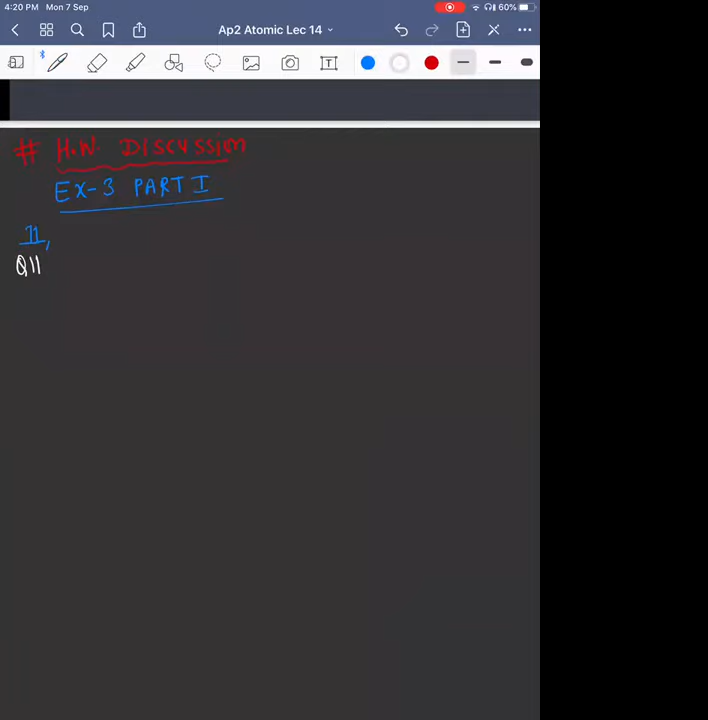 4:20 PM Mon 7 Sep 60%
Ap2 Atomic Lec 14
T
# H.W. DISCUSSION
Ex-3 PART I
11,
Q11